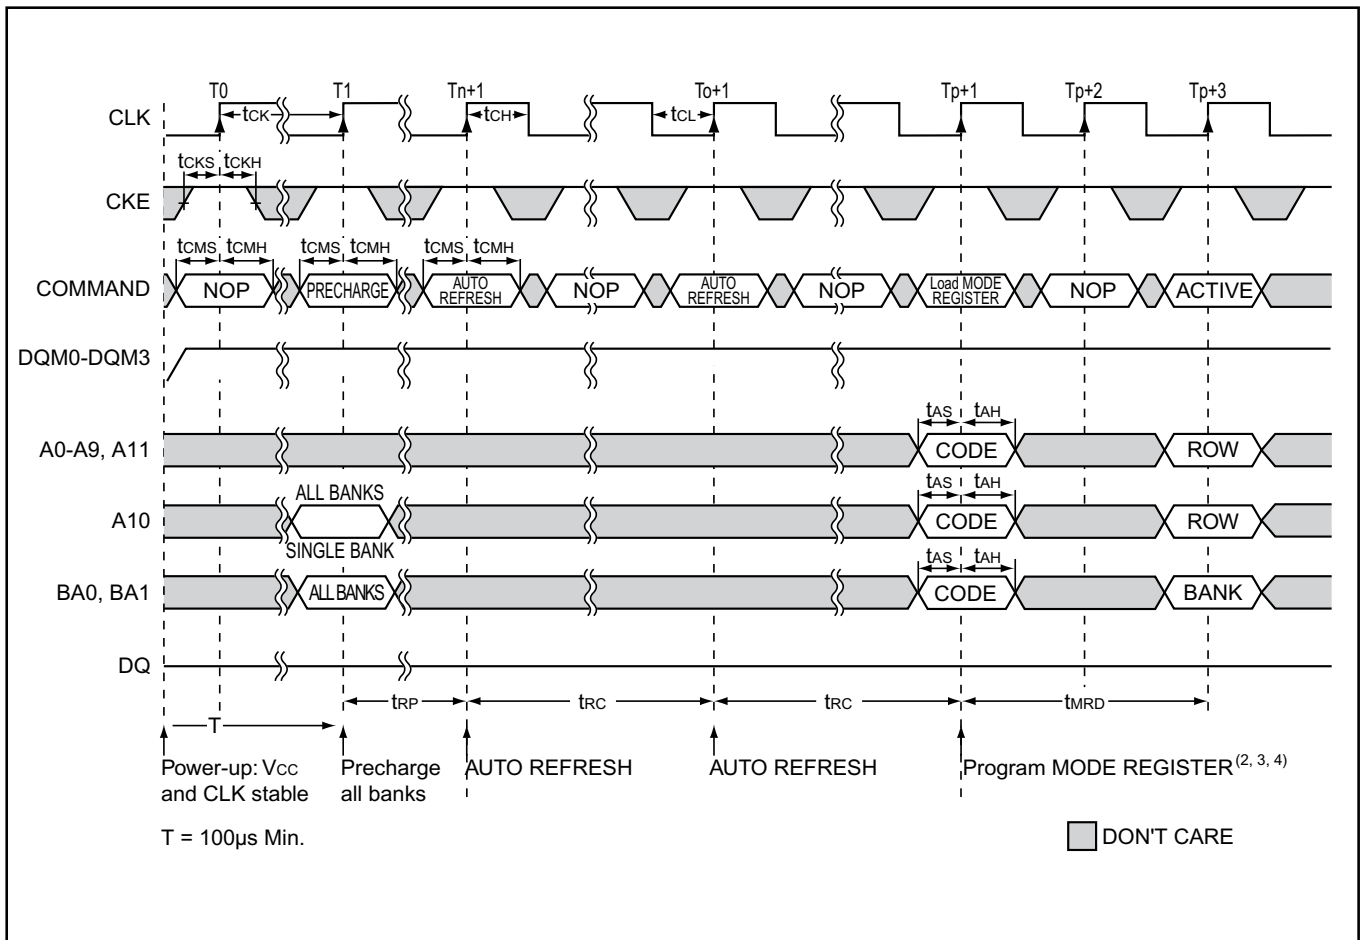 T0 T1 Tn+1 To+1 Tp+1 Tp+2 Tp+3
CLK tCK tCH tCL
tCKS tCKH
CKE
tCMS tCMH tCMS tCMH tCMS tCMH
COMMAND NOP PRECHARGE AUTO REFRESH NOP AUTO REFRESH NOP Load MODE REGISTER NOP ACTIVE
DQM0-DQM3
tAS tAH
A0-A9, A11 CODE ROW
ALL BANKS tAS tAH
A10 CODE ROW
SINGLE BANK tAS tAH
BA0, BA1 ALL BANKS CODE BANK
DQ
tRP tRC tRC tMRD
T
Power-up: VCC Precharge AUTO REFRESH AUTO REFRESH Program MODE REGISTER(2, 3, 4)
and CLK stable all banks
T = 100µs Min. DON'T CARE